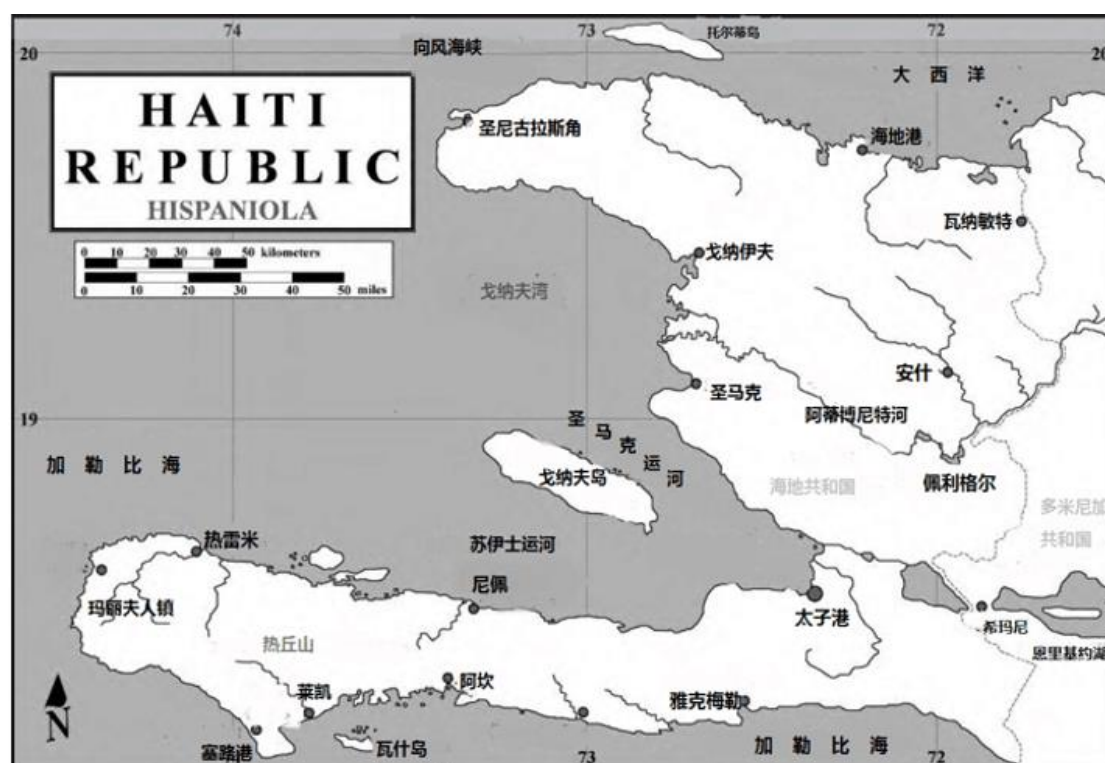 74
73
72
20
20
向风海峡
托尔蒂岛
大西洋
HAITI
REPUBLIC
HISPANIOLA
圣尼古拉斯角
海地港
瓦纳敏特
0 10 20 30 40 50 kilometers
0 10 20 30 40 50 miles
戈纳伊夫
戈纳夫湾
安什
圣马克
阿蒂博尼特河
19
圣马克运河
加勒比海
戈纳夫岛
海地共和国
佩利格尔
多米尼加
共和国
热雷米
苏伊士运河
尼佩
玛丽夫人镇
太子港
希玛尼
热丘山
恩里基约湖
莱凯
阿坎
雅克梅勒
N
塞路港
瓦什岛
加勒比海
73
72